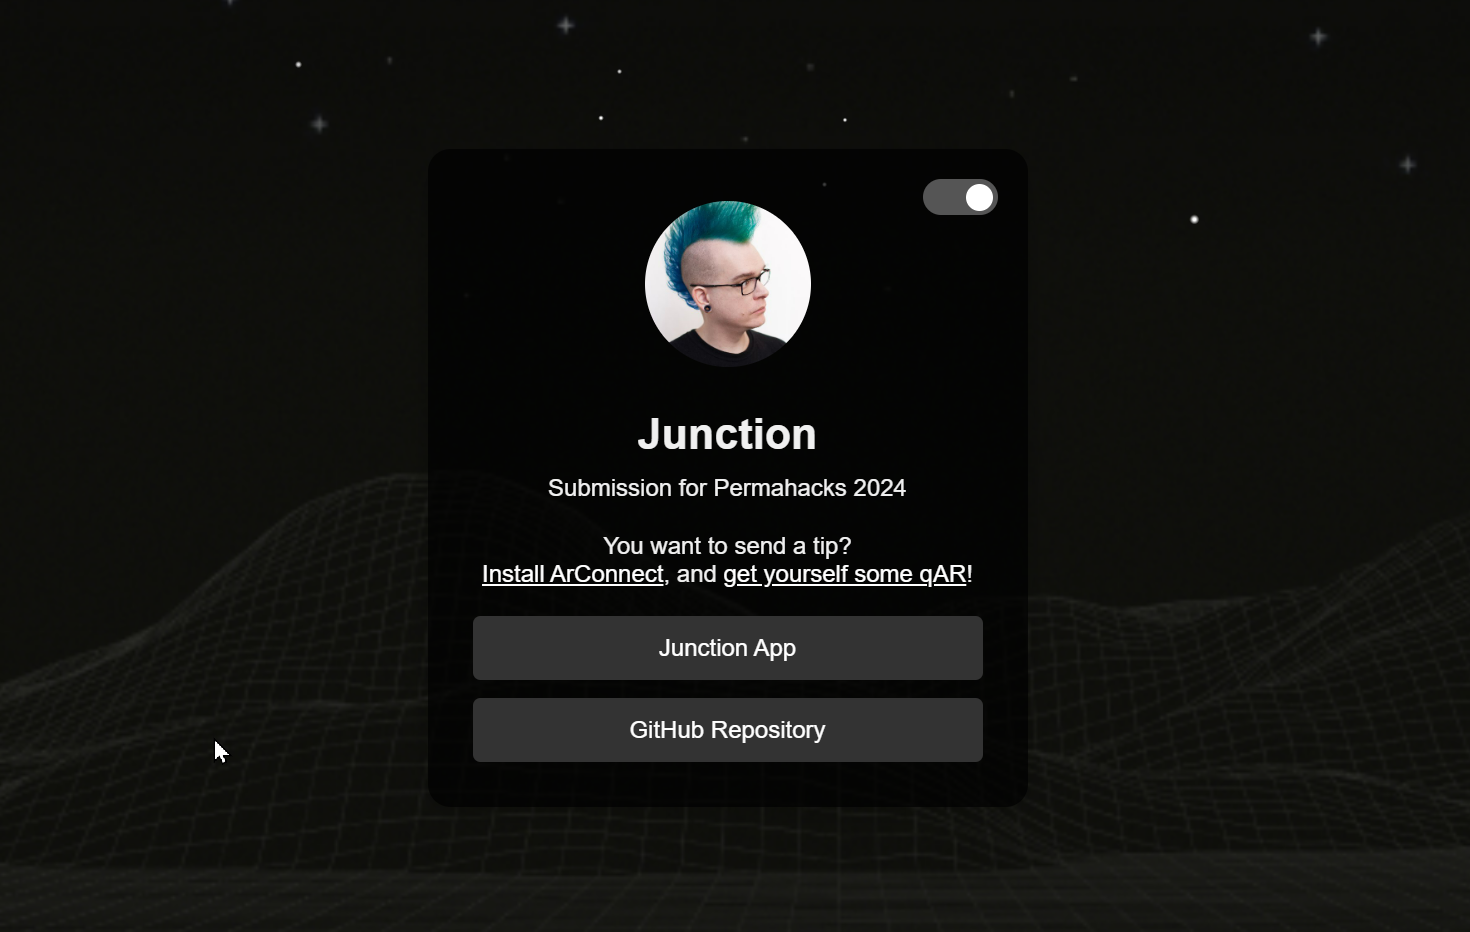 Junction
Submission for Permahacks 2024
You want to send a tip?
Install ArConnect, and get yourself some qAR!
Junction App
GitHub Repository